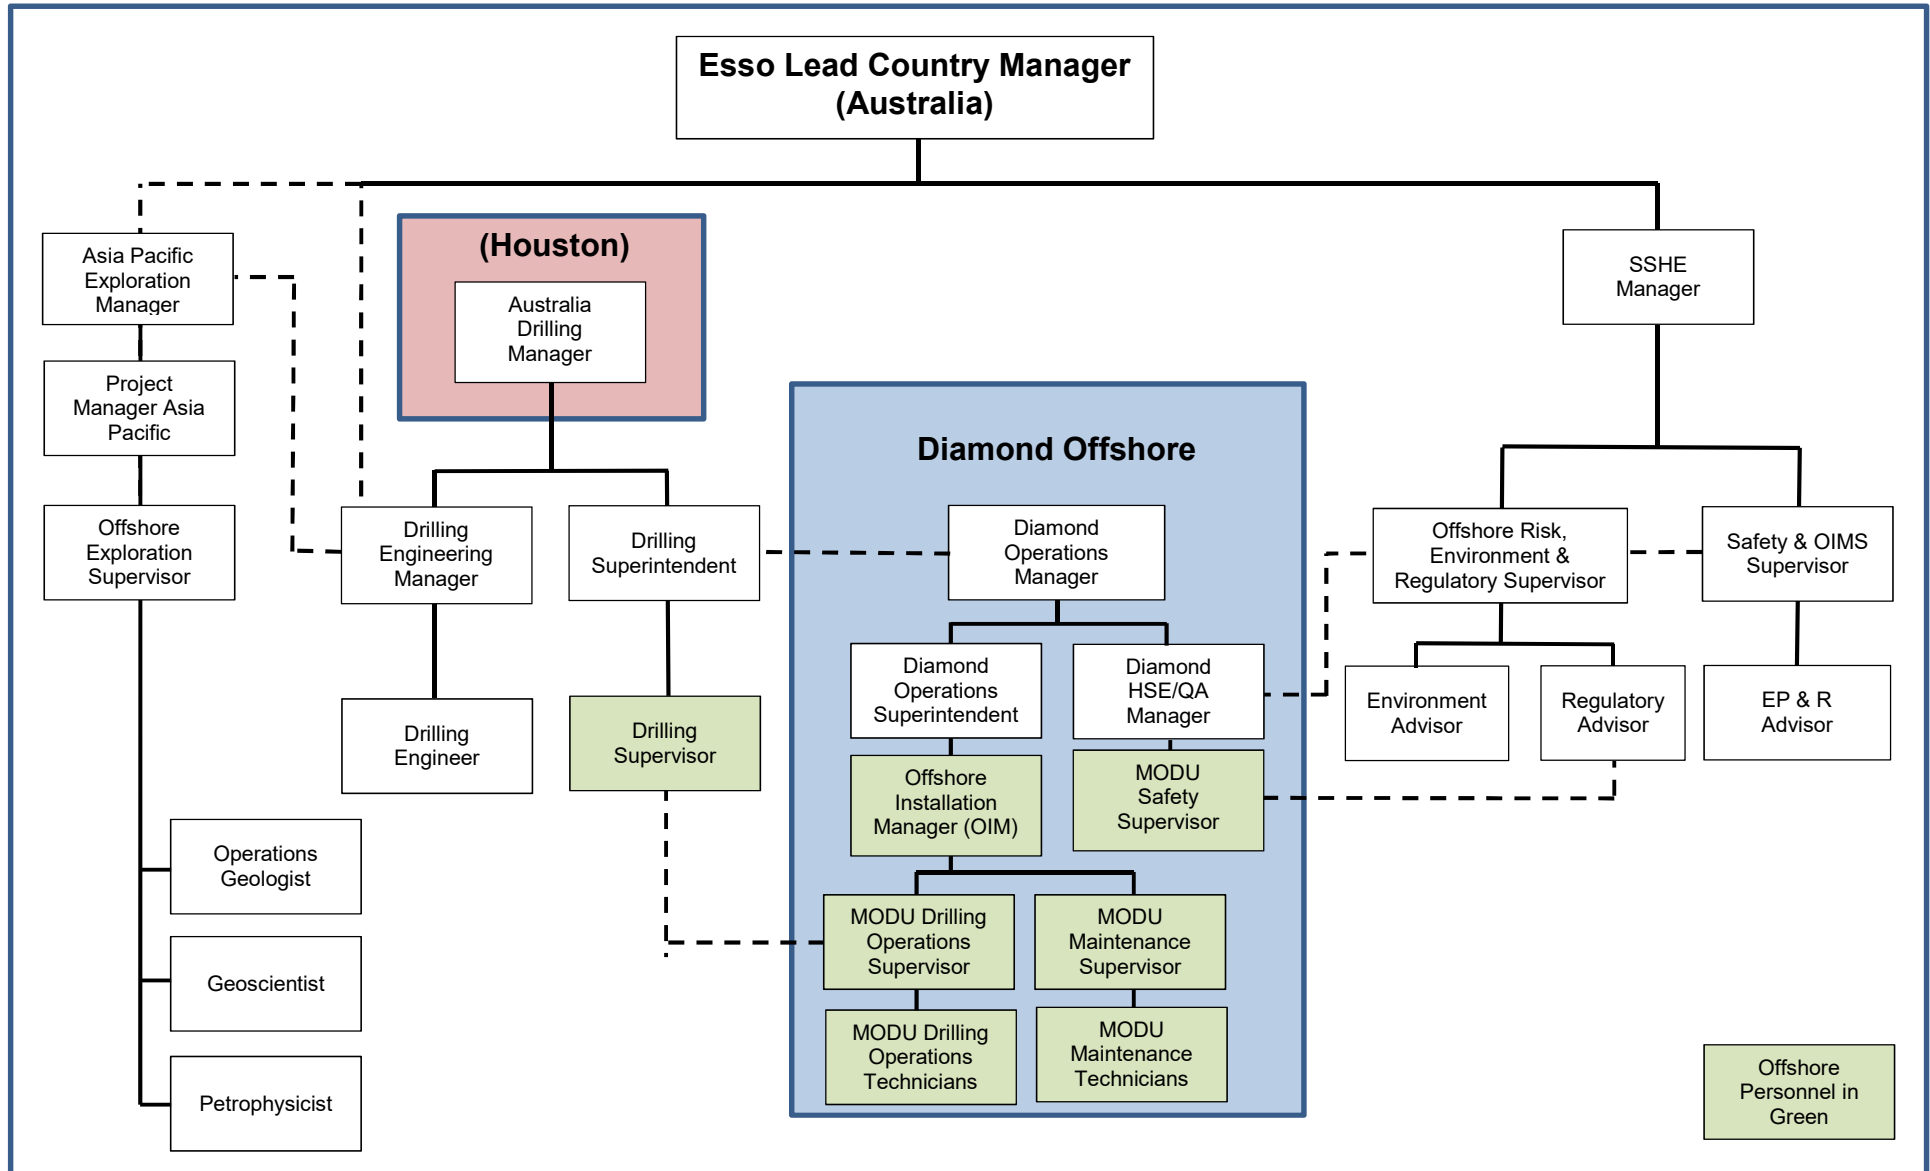 Esso Lead Country Manager
(Australia)
(Houston)
Asia Pacific
Exploration
Manager
SSHE
Manager
Australia
Drilling
Manager
Project
Manager Asia
Pacific
Diamond Offshore
Offshore
Exploration
Supervisor
Drilling
Engineering
Manager
Drilling
Superintendent
Diamond
Operations
Manager
Offshore Risk,
Environment &
Regulatory Supervisor
Safety & OIMS
Supervisor
Diamond
Operations
Superintendent
Diamond
HSE/QA
Manager
Environment
Advisor
Regulatory
Advisor
EP & R
Advisor
Drilling
Engineer
Drilling
Supervisor
Offshore
Installation
Manager (OIM)
MODU
Safety
Supervisor
Operations
Geologist
MODU Drilling
Operations
Supervisor
MODU
Maintenance
Supervisor
Geoscientist
MODU Drilling
Operations
Technicians
MODU
Maintenance
Technicians
Petrophysicist
Offshore
Personnel in
Green